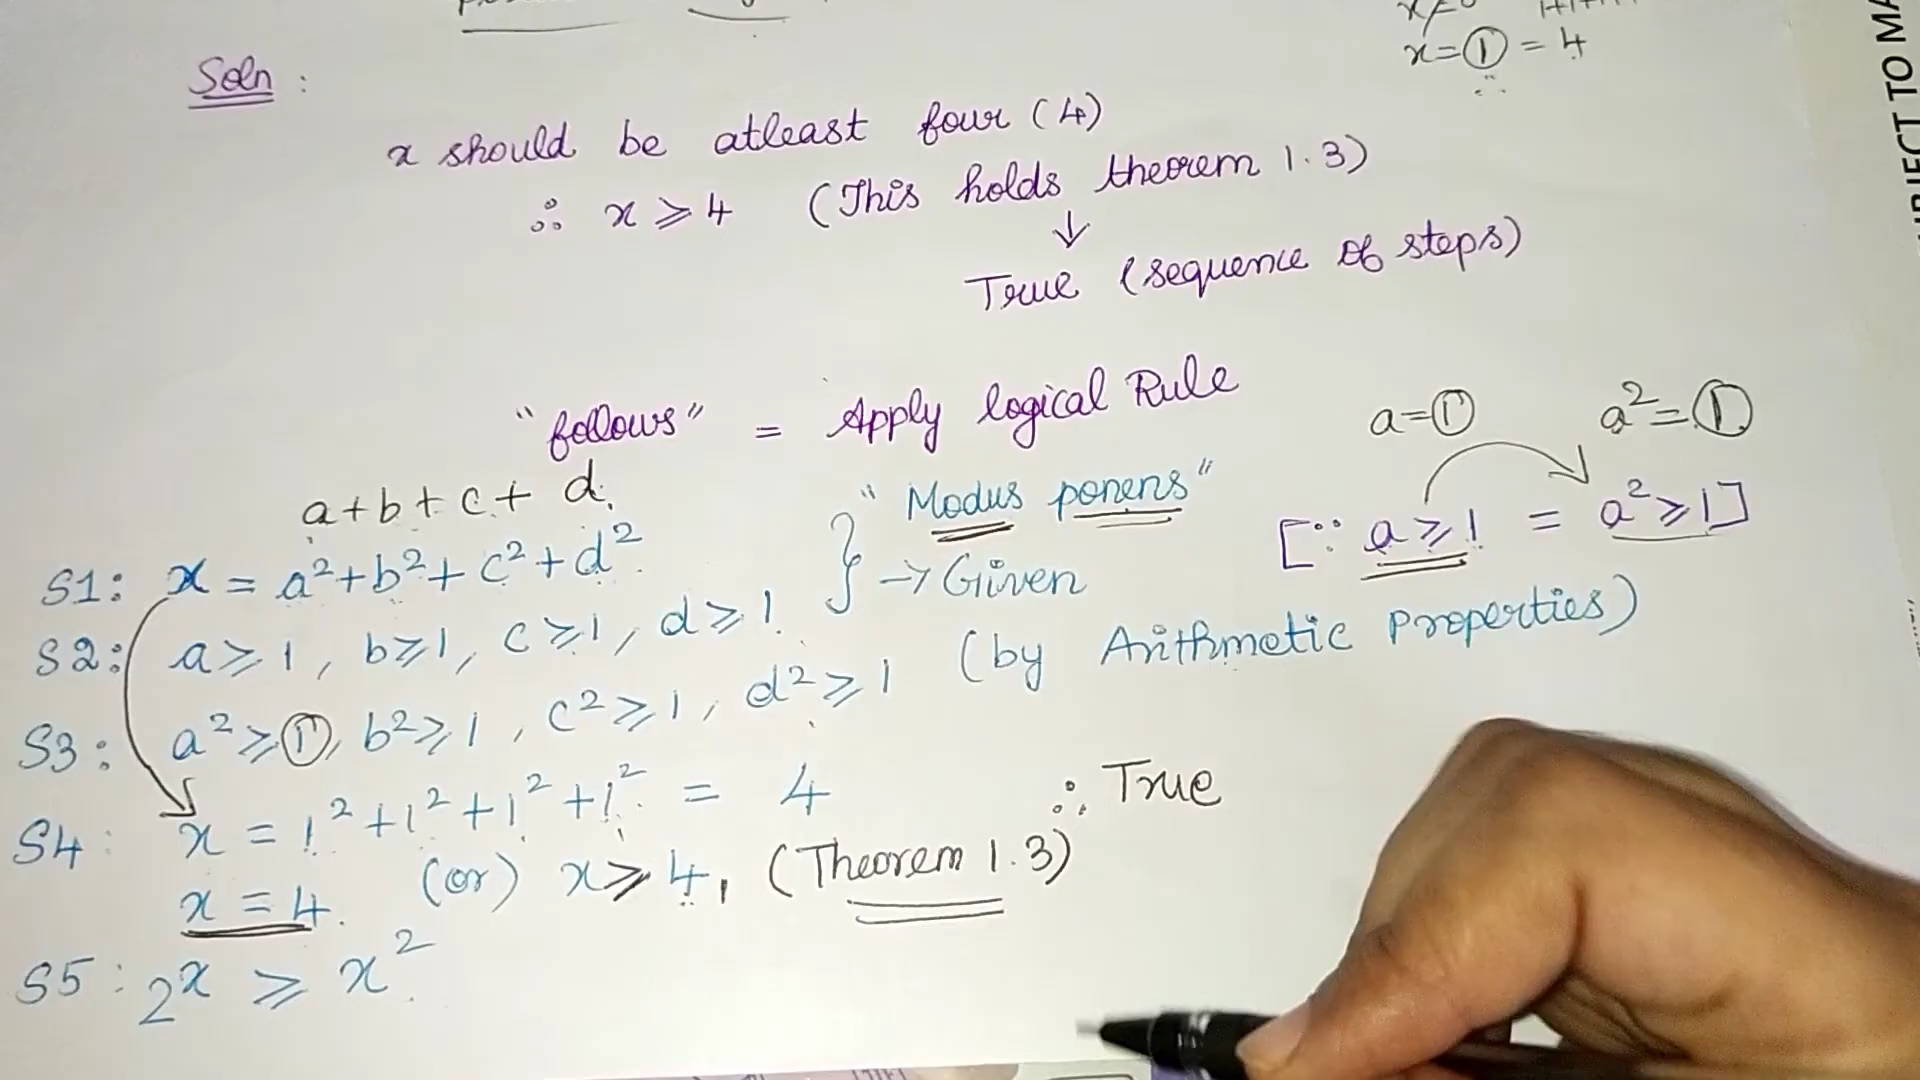 x = ① = 4
Soln :
x should be atleast four (4)
∴ x ⩾ 4 (This holds theorem 1.3)
↓
True (sequence of steps)
"follows" = Apply logical Rule
a = ① a² = ①
a + b + c + d
"Modus ponens"
[∵ a ⩾ 1 = a² ⩾ 1]
S1: x = a² + b² + c² + d²
→ Given
S2: a ⩾ 1, b ⩾ 1, c ⩾ 1, d ⩾ 1
S3: a² ⩾ ①, b² ⩾ 1, c² ⩾ 1, d² ⩾ 1 (by Arithmetic Properties)
S4: x = 1² + 1² + 1² + 1² = 4 ∴ True
x = 4. (or) x ⩾ 4, (Theorem 1.3)
S5: 2ˣ ⩾ x²
TO MA